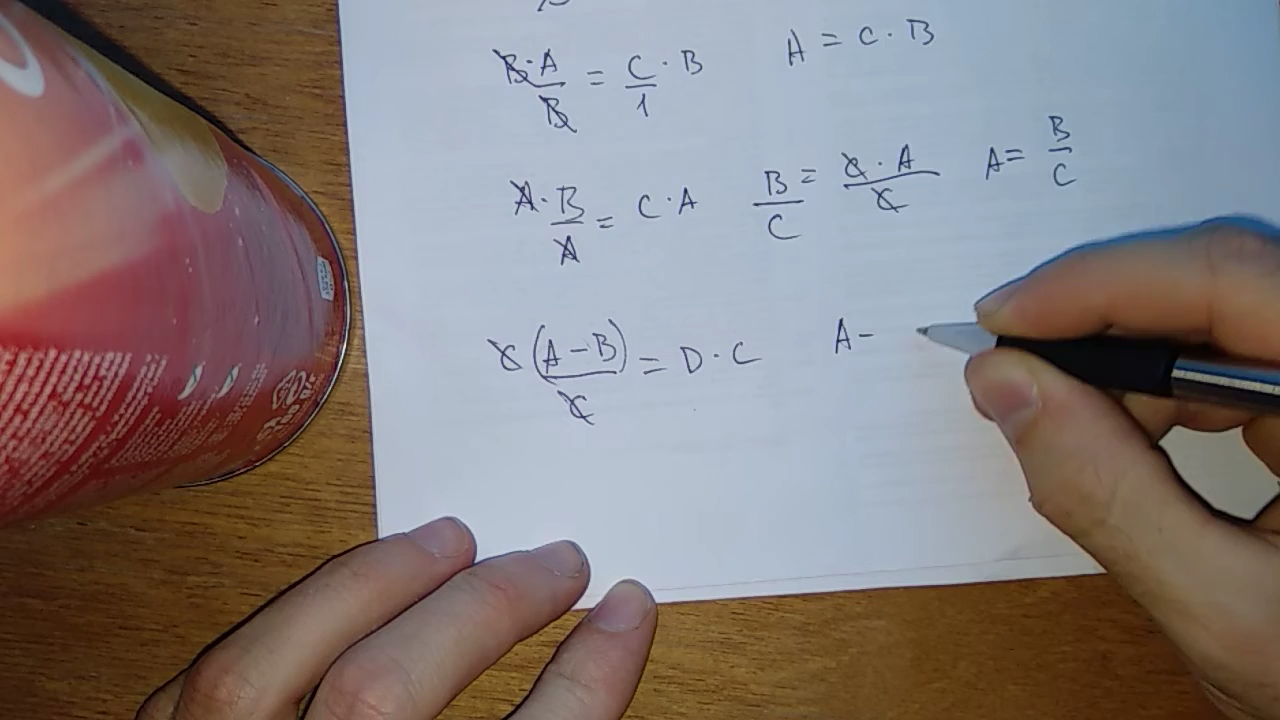 B·A/B = C/1 · B   A = C · B
A · B/A = C · A   B/C = C · A/C   A = B/C
C (A - B)/C = D · C   A -